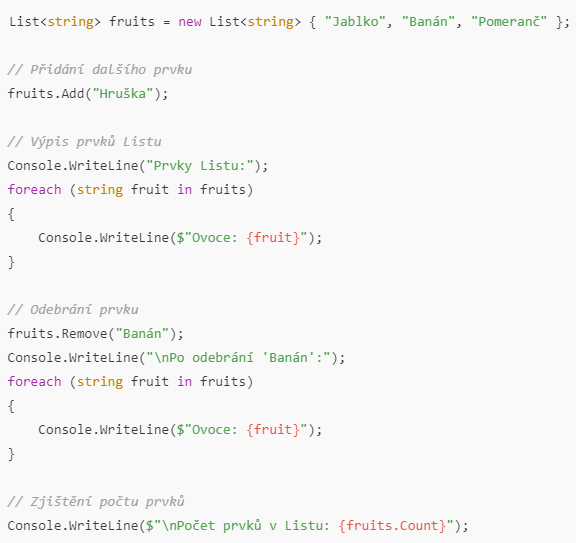 List<string> fruits = new List<string> { "Jablko", "Banán", "Pomeranč" };
// Přidání dalšího prvku
fruits.Add("Hruška");
// Výpis prvků Listu
Console.WriteLine("Prvky Listu:");
foreach (string fruit in fruits)
{
    Console.WriteLine($"Ovoce: {fruit}");
}
// Odebrání prvku
fruits.Remove("Banán");
Console.WriteLine("\nPo odebrání 'Banán':");
foreach (string fruit in fruits)
{
    Console.WriteLine($"Ovoce: {fruit}");
}
// Zjištění počtu prvků
Console.WriteLine($"\nPočet prvků v Listu: {fruits.Count}");